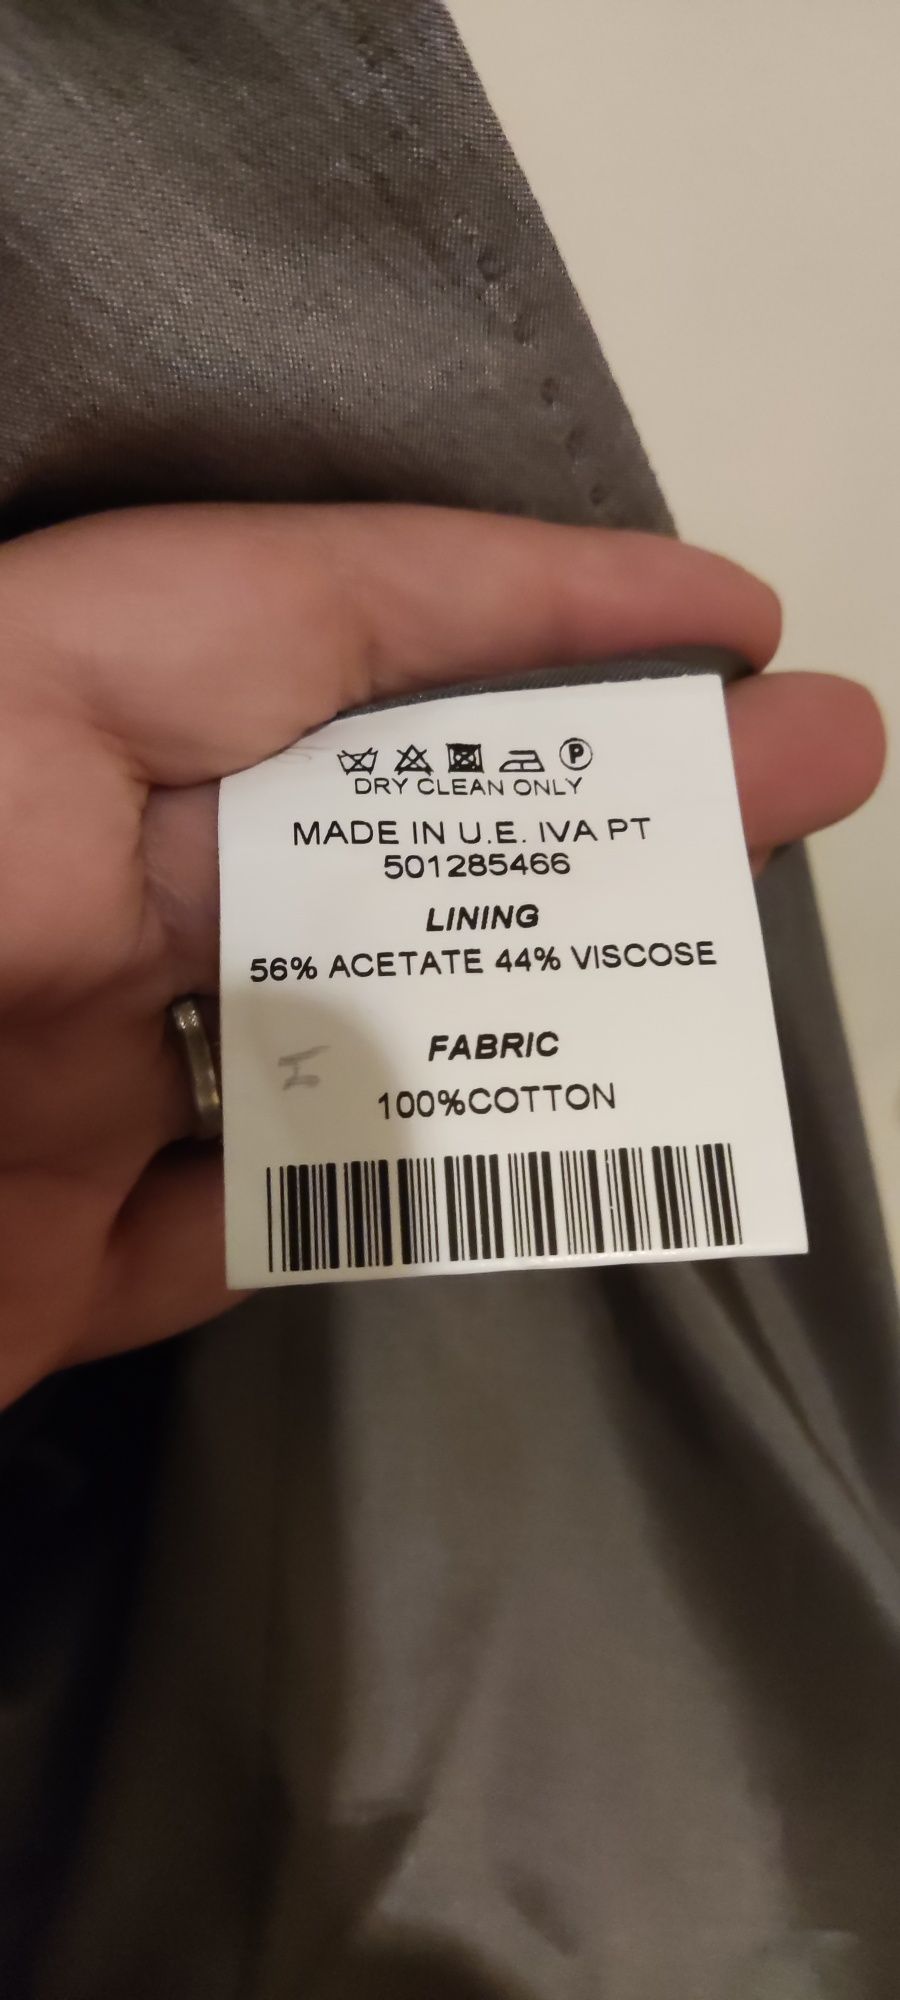 P
DRY CLEAN ONLY
MADE IN U.E. IVA PT
501285466
LINING
56% ACETATE 44% VISCOSE
FABRIC
100%COTTON